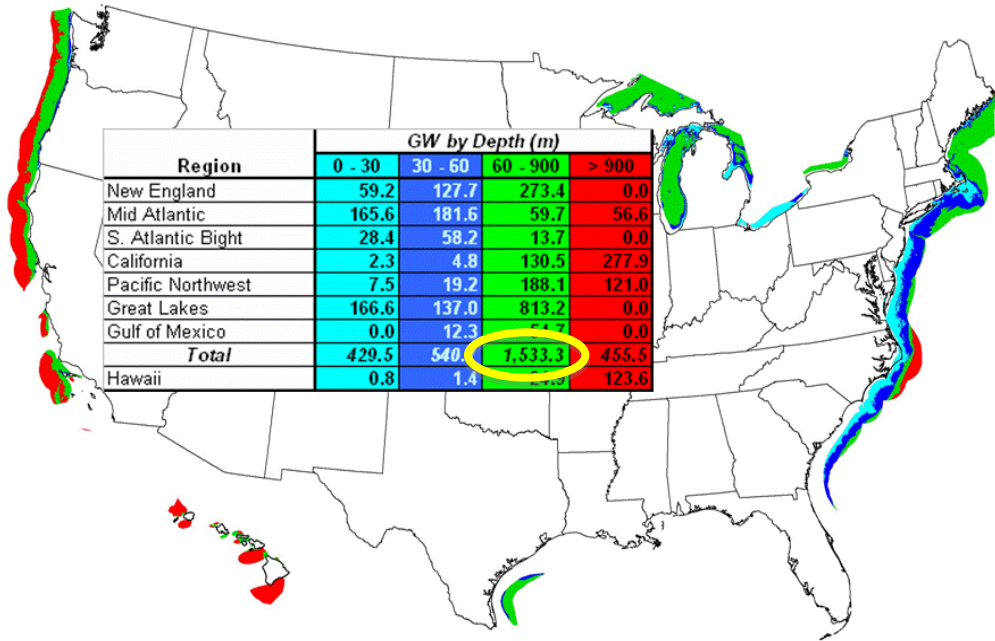 GW by Depth (m)
Region 0 - 30 30 - 60 60 - 900 > 900
New England 59.2 127.7 273.4 0.0
Mid Atlantic 165.6 181.6 59.7 56.6
S. Atlantic Bight 28.4 58.2 13.7 0.0
California 2.3 4.8 130.5 277.9
Pacific Northwest 7.5 19.2 188.1 121.0
Great Lakes 166.6 137.0 813.2 0.0
Gulf of Mexico 0.0 12.3 0.0
Total 429.5 1,533.3 455.5
Hawaii 0.8 1.4 123.6